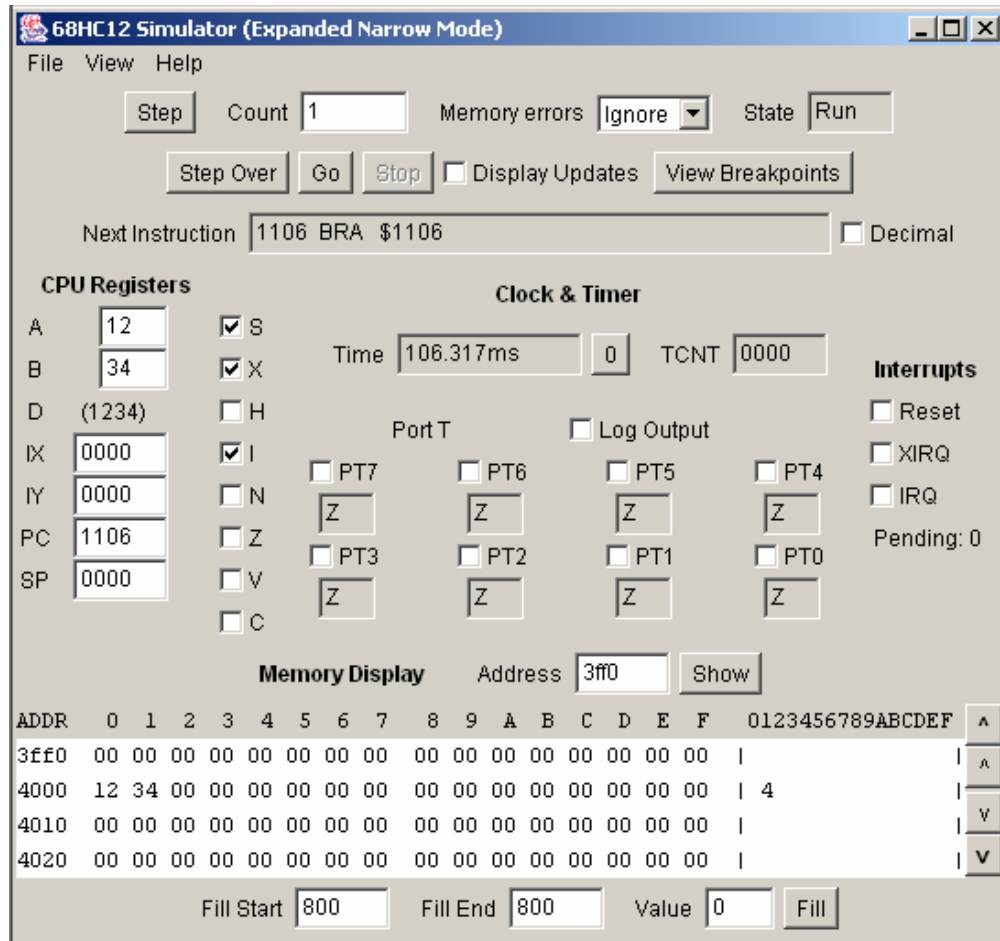 68HC12 Simulator (Expanded Narrow Mode)
File View Help
Step Count 1 Memory errors Ignore State Run
Step Over Go Stop Display Updates View Breakpoints
Next Instruction 1106 BRA $1106 Decimal
CPU Registers Clock & Timer
A 12 S
Time 106.317ms 0 TCNT 0000
B 34 X Interrupts
D (1234) H Reset
Port T Log Output
IX 0000 I XIRQ
PT7 PT6 PT5 PT4
IY 0000 N IRQ
Z Z Z Z
PC 1106 Z Pending: 0
PT3 PT2 PT1 PT0
SP 0000 V
Z Z Z Z
C
Memory Display Address 3ff0 Show
ADDR 0 1 2 3 4 5 6 7 8 9 A B C D E F 0123456789ABCDEF
3ff0 00 00 00 00 00 00 00 00 00 00 00 00 00 00 00 00 | |
4000 12 34 00 00 00 00 00 00 00 00 00 00 00 00 00 00 | 4 |
4010 00 00 00 00 00 00 00 00 00 00 00 00 00 00 00 00 | |
4020 00 00 00 00 00 00 00 00 00 00 00 00 00 00 00 00 | |
Fill Start 800 Fill End 800 Value 0 Fill